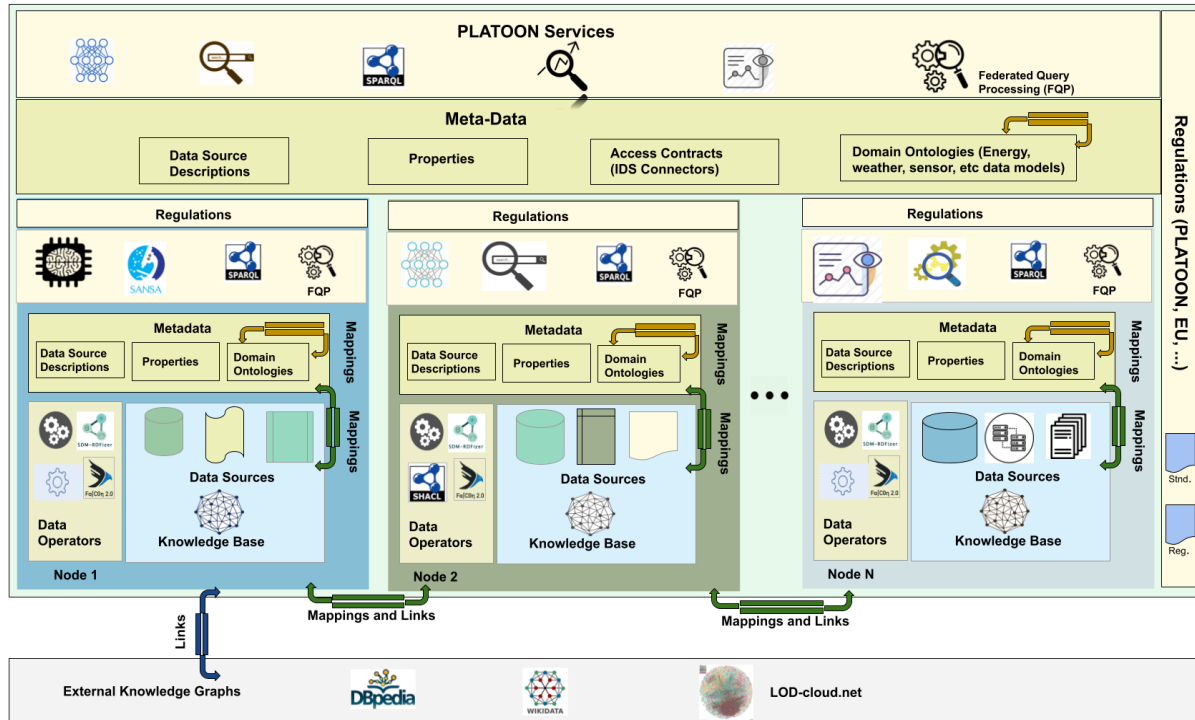 PLATOON Services
SPARQL
Federated Query
Processing (FQP)
Meta-Data
Data Source
Descriptions
Properties
Access Contracts
(IDS Connectors)
Domain Ontologies (Energy,
weather, sensor, etc data models)
Regulations (PLATOON, EU, ...)
Stnd.
Reg.
Regulations
SANSA
SPARQL
FQP
Metadata
Data Source
Descriptions
Properties
Domain
Ontologies
Mappings
Mappings
SDM-RDFizer
Data Sources
Data
Operators
Knowledge Base
Node 1
Regulations
SPARQL
FQP
Metadata
Data Source
Descriptions
Properties
Domain
Ontologies
Mappings
Mappings
SDM-RDFizer
SHACL
Data Sources
Data
Operators
Knowledge Base
Node 2
...
Regulations
SPARQL
FQP
Metadata
Data Source
Descriptions
Properties
Domain
Ontologies
Mappings
Mappings
SDM-RDFizer
Data Sources
Data
Operators
Knowledge Base
Node N
Links
Mappings and Links
Mappings and Links
External Knowledge Graphs
DBpedia
WIKIDATA
LOD-cloud.net